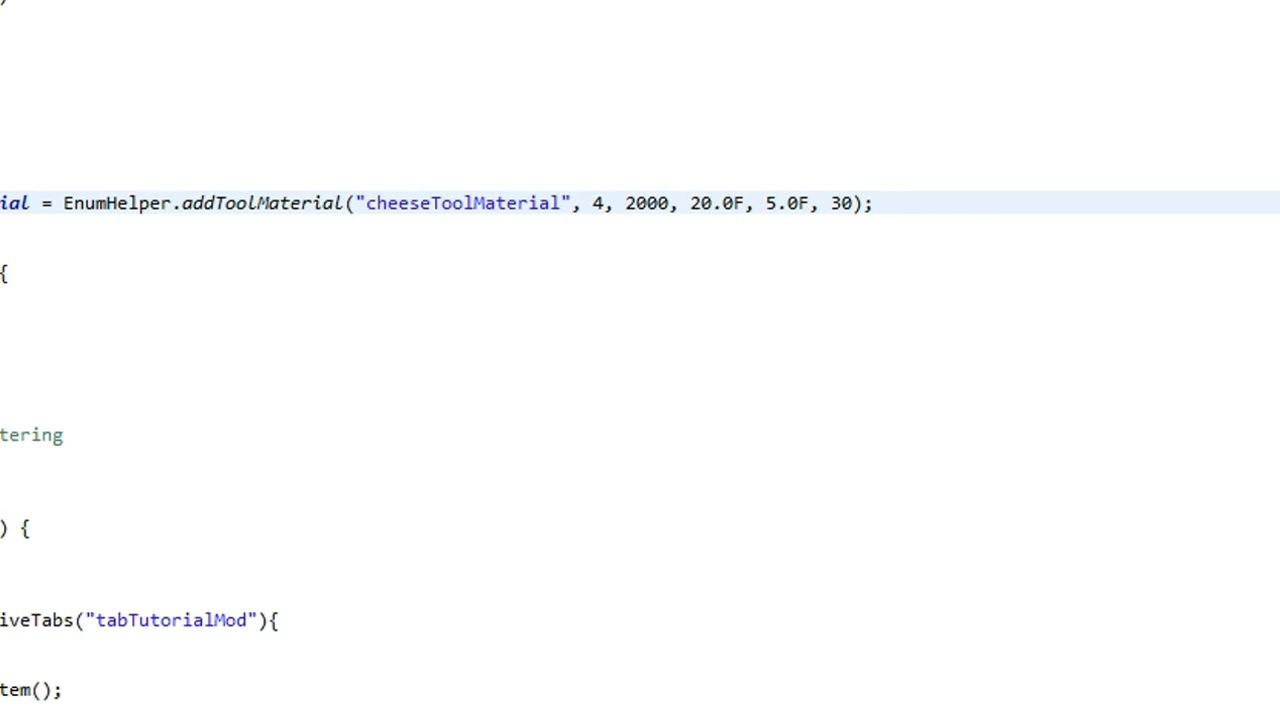 )
ial = EnumHelper.addToolMaterial("cheeseToolMaterial", 4, 2000, 20.0F, 5.0F, 30);
{
tering
) {
iveTabs("tabTutorialMod"){
tem();